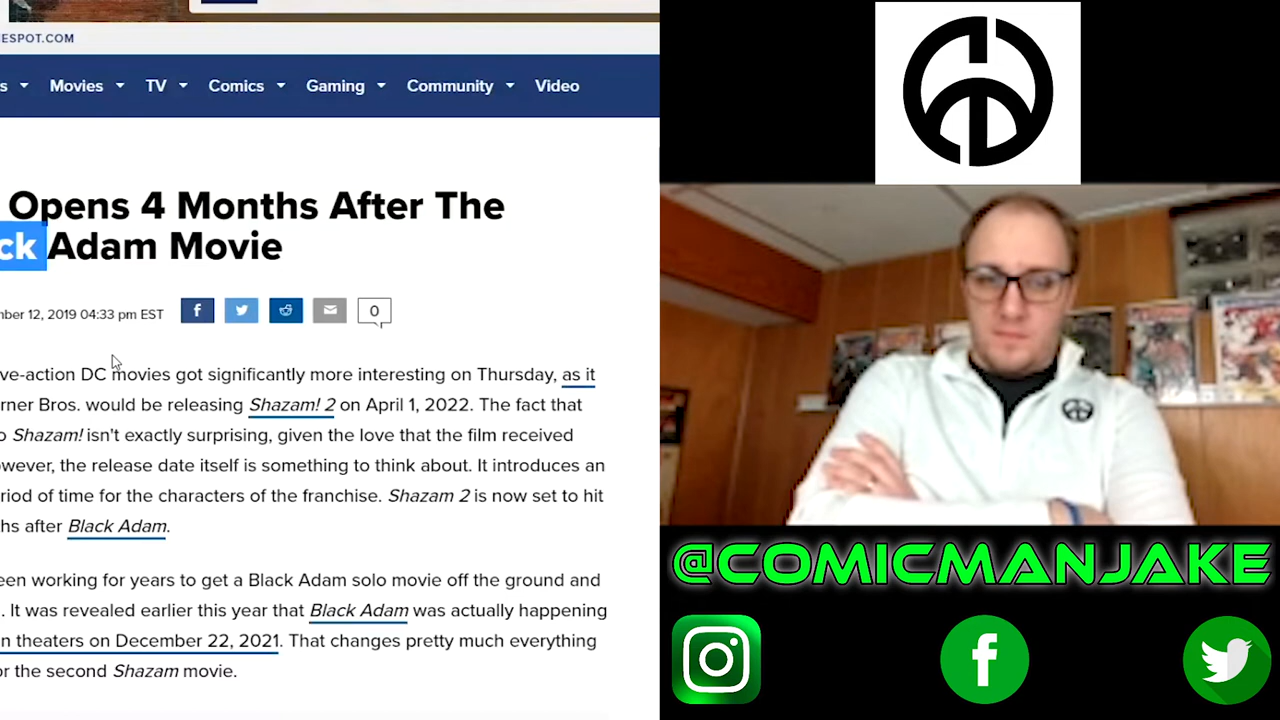 ESPOT.COM
s Movies TV Comics Gaming Community Video
Opens 4 Months After The
ck Adam Movie
nber 12, 2019 04:33 pm EST
0
ve-action DC movies got significantly more interesting on Thursday, as it
rner Bros. would be releasing Shazam! 2 on April 1, 2022. The fact that
o Shazam! isn't exactly surprising, given the love that the film received
owever, the release date itself is something to think about. It introduces an
riod of time for the characters of the franchise. Shazam 2 is now set to hit
hs after Black Adam.
een working for years to get a Black Adam solo movie off the ground and
. It was revealed earlier this year that Black Adam was actually happening
n theaters on December 22, 2021. That changes pretty much everything
or the second Shazam movie.
@COMICMANJAKE